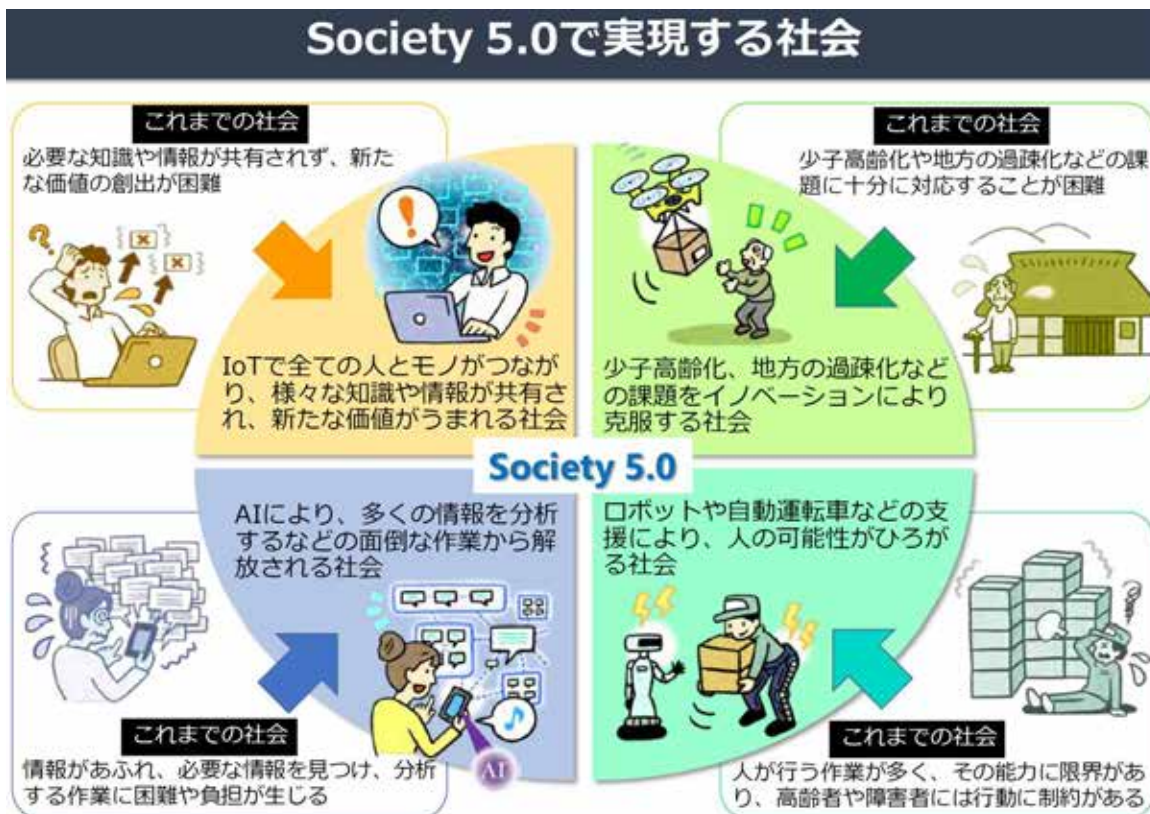 Society 5.0で実現する社会
これまでの社会
必要な知識や情報が共有されず、新た
な価値の創出が困難
IoTで全ての人とモノがつなが
り、様々な知識や情報が共有さ
れ、新たな価値がうまれる社会
これまでの社会
少子高齢化や地方の過疎化などの課
題に十分に対応することが困難
少子高齢化、地方の過疎化など
の課題をイノベーションにより
克服する社会
Society 5.0
AIにより、多くの情報を分析
するなどの面倒な作業から解
放される社会
AI
これまでの社会
情報があふれ、必要な情報を見つけ、分析
する作業に困難や負担が生じる
ロボットや自動運転車などの支
援により、人の可能性がひろが
る社会
これまでの社会
人が行う作業が多く、その能力に限界があ
り、高齢者や障害者には行動に制約がある